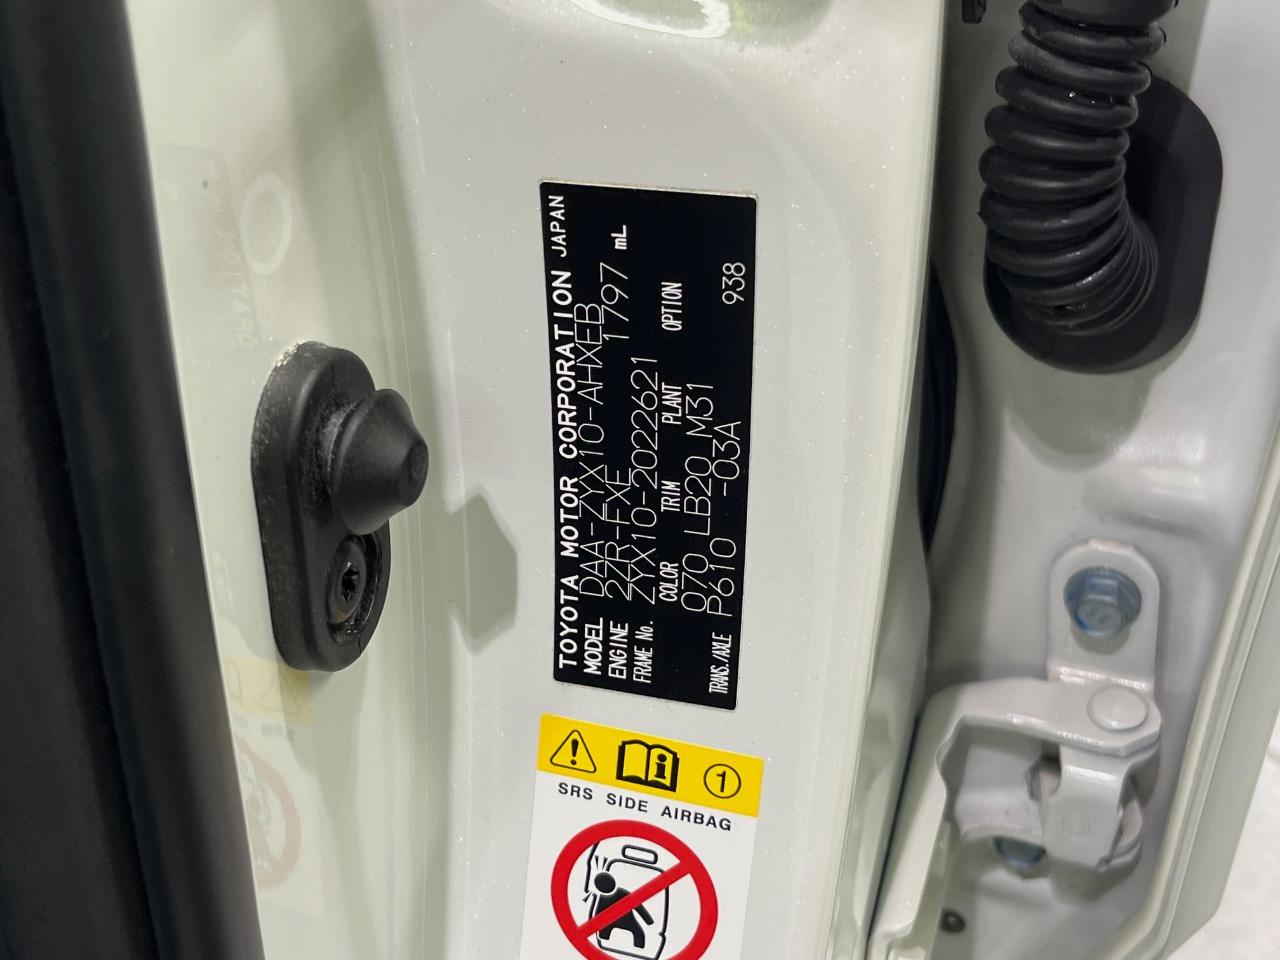 TOYOTA MOTOR CORPORATION JAPAN
MODEL DAA-ZYX10-AHXEB
ENGINE 2ZR-FXE 1797 mL
FRAME No. ZYX10-2022621
COLOR TRIM PLANT OPTION
070 LB20 M31
TRANS./AXLE P610 -03A 938
1
SRS SIDE AIRBAG